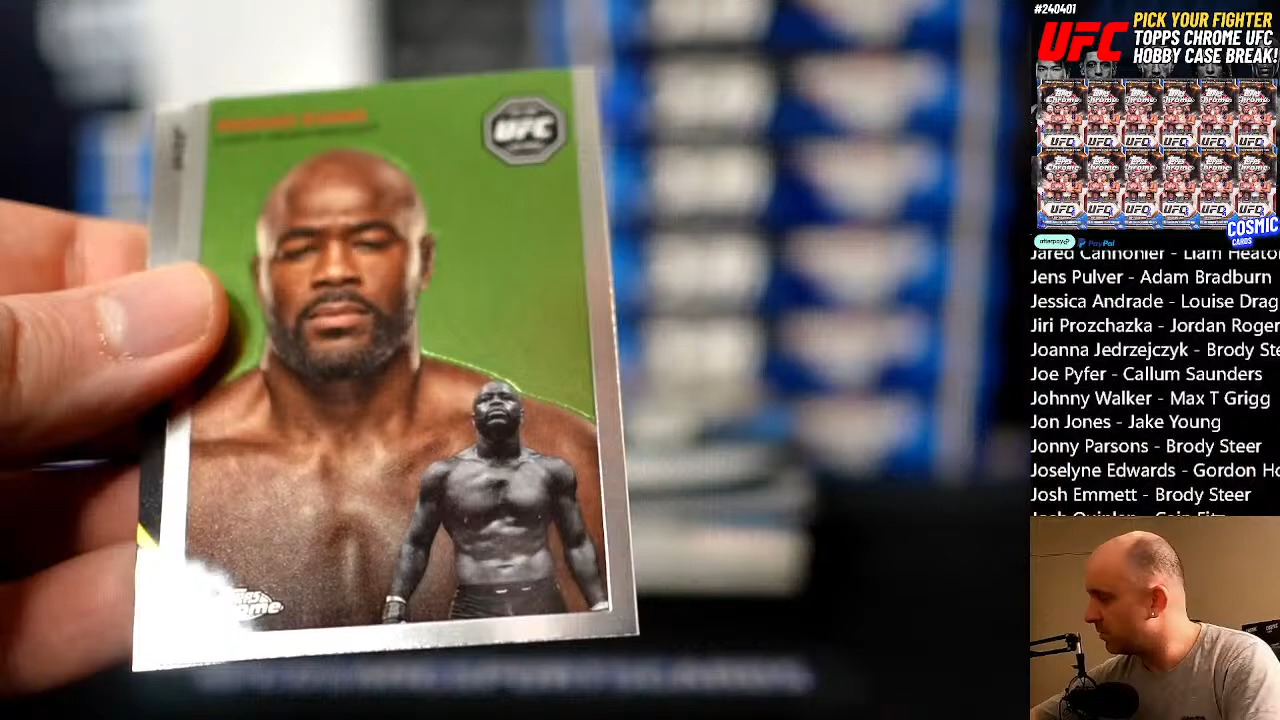 UFC
#240401
UFC
PICK YOUR FIGHTER
TOPPS CHROME UFC
HOBBY CASE BREAK!
COSMIC
CARDS
afterpay
PayPal
Jared Cannonier - Liam Heato
Jens Pulver - Adam Bradburn
Jessica Andrade - Louise Drag
Jiri Prozchazka - Jordan Roger
Joanna Jedrzejczyk - Brody Ste
Joe Pyfer - Callum Saunders
Johnny Walker - Max T Grigg
Jon Jones - Jake Young
Jonny Parsons - Brody Steer
Joselyne Edwards - Gordon Ho
Josh Emmett - Brody Steer